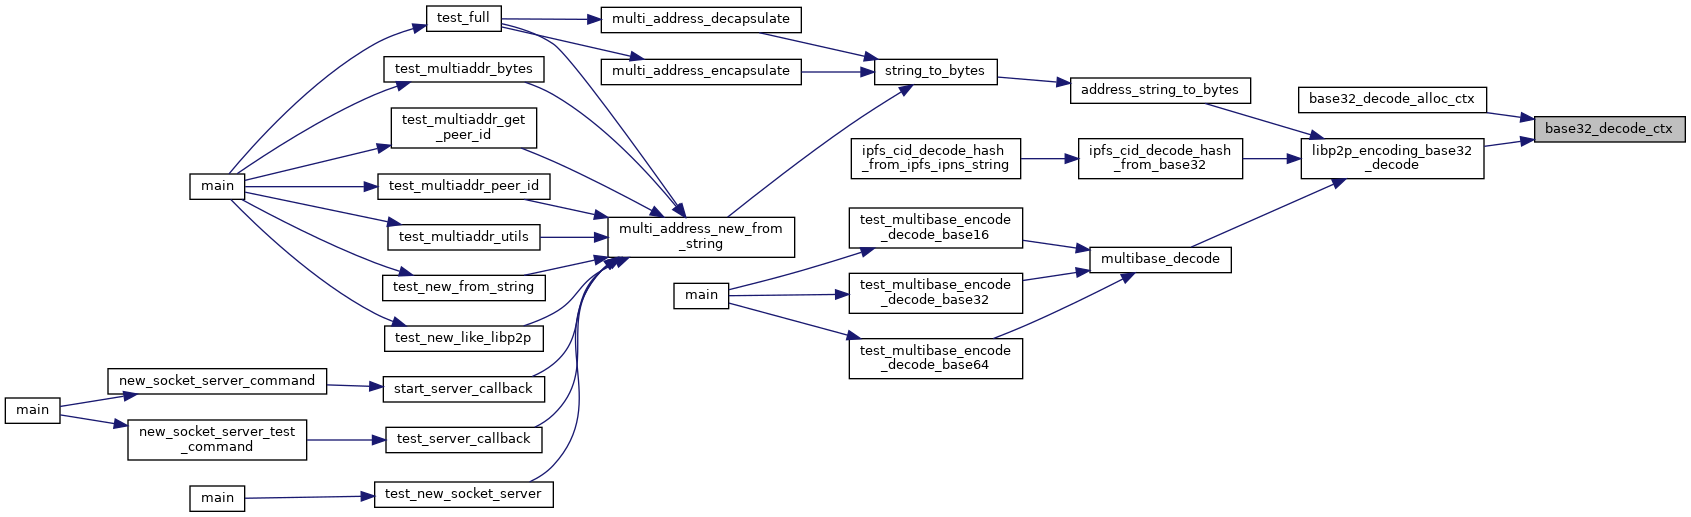 test_full
multi_address_decapsulate
test_multiaddr_bytes
multi_address_encapsulate
string_to_bytes
address_string_to_bytes
base32_decode_alloc_ctx
base32_decode_ctx
test_multiaddr_get
_peer_id
ipfs_cid_decode_hash
_from_ipfs_ipns_string
ipfs_cid_decode_hash
_from_base32
libp2p_encoding_base32
_decode
main
test_multiaddr_peer_id
test_multiaddr_utils
multi_address_new_from
_string
test_multibase_encode
_decode_base16
multibase_decode
test_new_from_string
main
test_multibase_encode
_decode_base32
test_new_like_libp2p
test_multibase_encode
_decode_base64
new_socket_server_command
start_server_callback
main
new_socket_server_test
_command
test_server_callback
main
test_new_socket_server